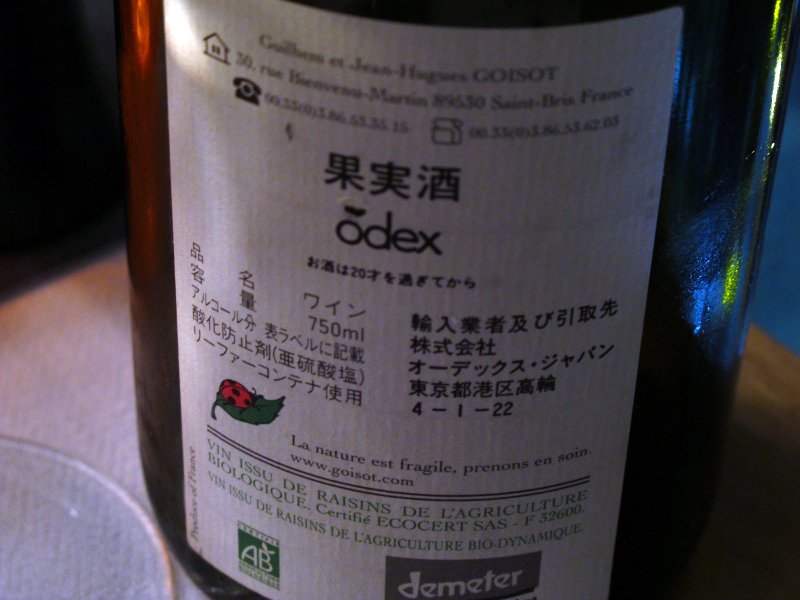 Guilhem et Jean-Hugues GOISOT
30, rue Bienvenu-Martin 89530 Saint-Bris France
00.33(0)3.86.53.35.15 00.33(0)3.86.53.62.03
果実酒
ödex
お酒は20才を過ぎてから
品名 ワイン
容量 750ml
アルコール分 表ラベルに記載
酸化防止剤(亜硫酸塩)
リーファーコンテナ使用
輸入業者及び引取先
株式会社
オーデックス・ジャパン
東京都港区高輪
4-1-22
La nature est fragile, prenons en soin.
www.goisot.com
VIN ISSU DE RAISINS DE L'AGRICULTURE
BIOLOGIQUE. Certifié ECOCERT SAS - F 32600.
VIN ISSU DE RAISINS DE L'AGRICULTURE BIO-DYNAMIQUE.
Produce of France
AB
demeter